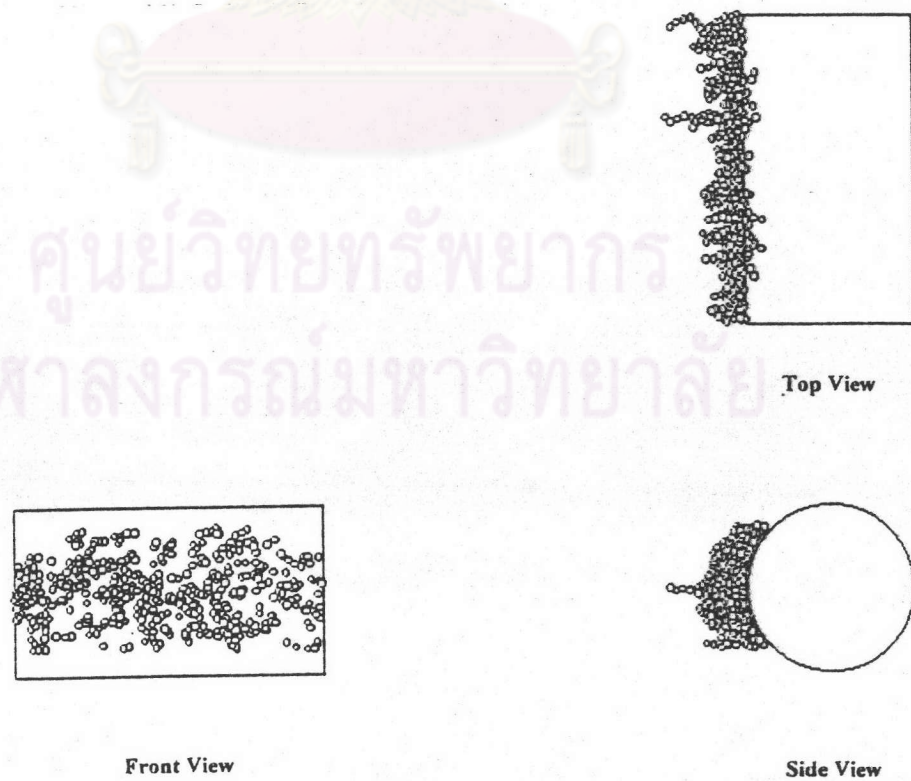 ศูนย์วิทยทรัพยากร
ฬาลงกรณ์มหาวิทยาลัย
Top View
Front View
Side View